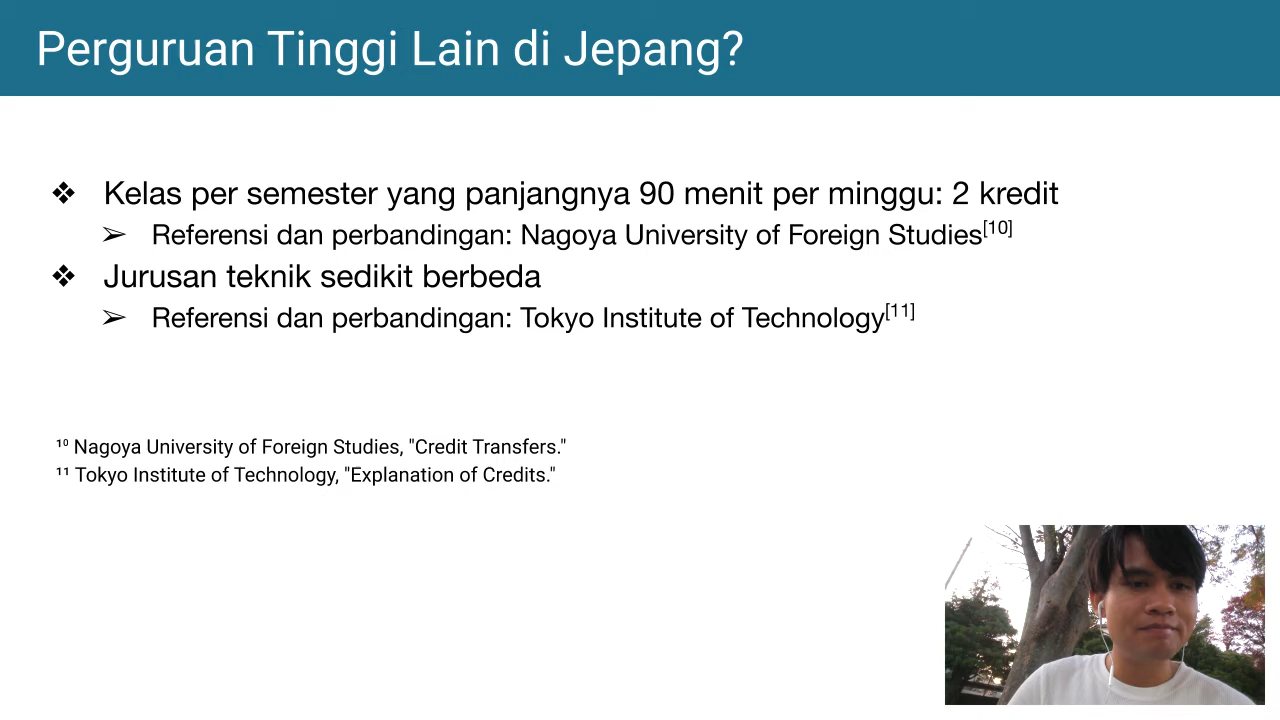 Perguruan Tinggi Lain di Jepang?
❖ Kelas per semester yang panjangnya 90 menit per minggu: 2 kredit
➢ Referensi dan perbandingan: Nagoya University of Foreign Studies[10]
❖ Jurusan teknik sedikit berbeda
➢ Referensi dan perbandingan: Tokyo Institute of Technology[11]
¹⁰ Nagoya University of Foreign Studies, "Credit Transfers."
¹¹ Tokyo Institute of Technology, "Explanation of Credits."